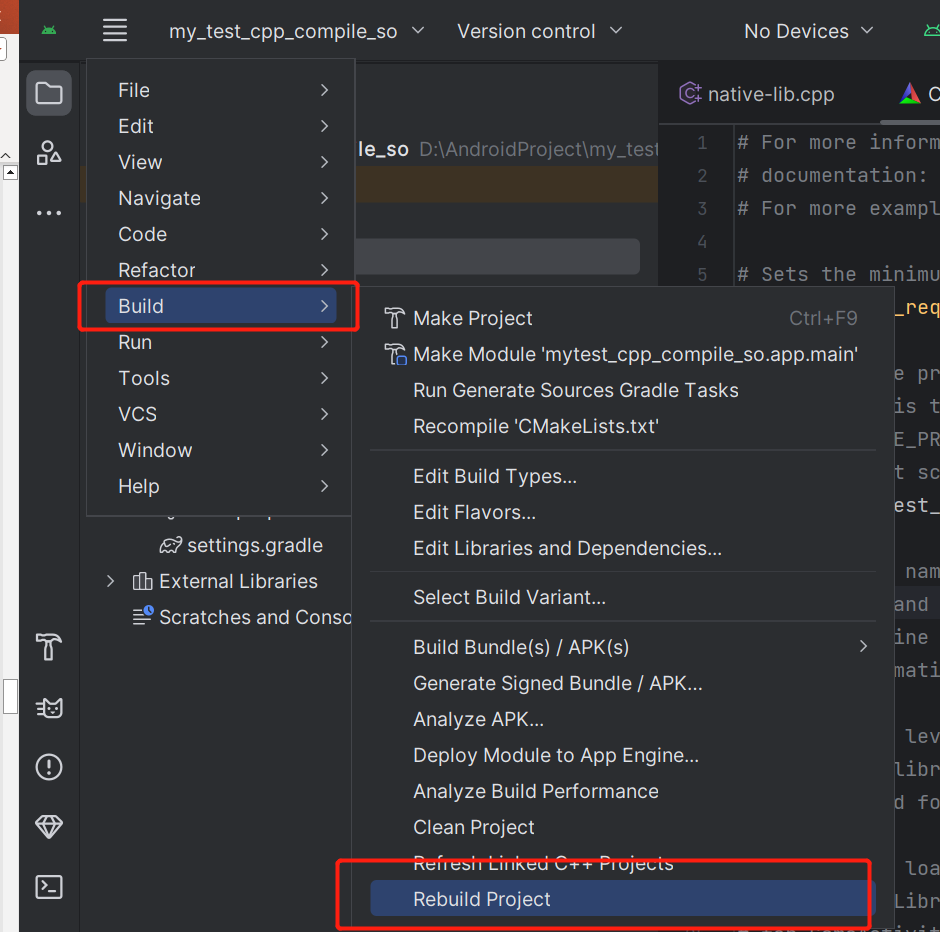 my_test_cpp_compile_so
Version control
No Devices
File
Edit
View
Navigate
Code
Refactor
Build
Run
Tools
VCS
Window
Help
le_so D:\AndroidProject\my_test
settings.gradle
External Libraries
Scratches and Conso
native-lib.cpp
C
1 # For more inform
2 # documentation:
3 # For more exampl
4
5 # Sets the minimu
_req
Make Project Ctrl+F9
Make Module 'mytest_cpp_compile_so.app.main'
Run Generate Sources Gradle Tasks
Recompile 'CMakeLists.txt'
Edit Build Types...
Edit Flavors...
Edit Libraries and Dependencies...
Select Build Variant...
Build Bundle(s) / APK(s)
Generate Signed Bundle / APK...
Analyze APK...
Deploy Module to App Engine...
Analyze Build Performance
Clean Project
Refresh Linked C++ Projects
Rebuild Project
e pr
is t
E_PR
t sc
est_
nam
and
ine
mati
lev
libr
d fo
loa
Libr